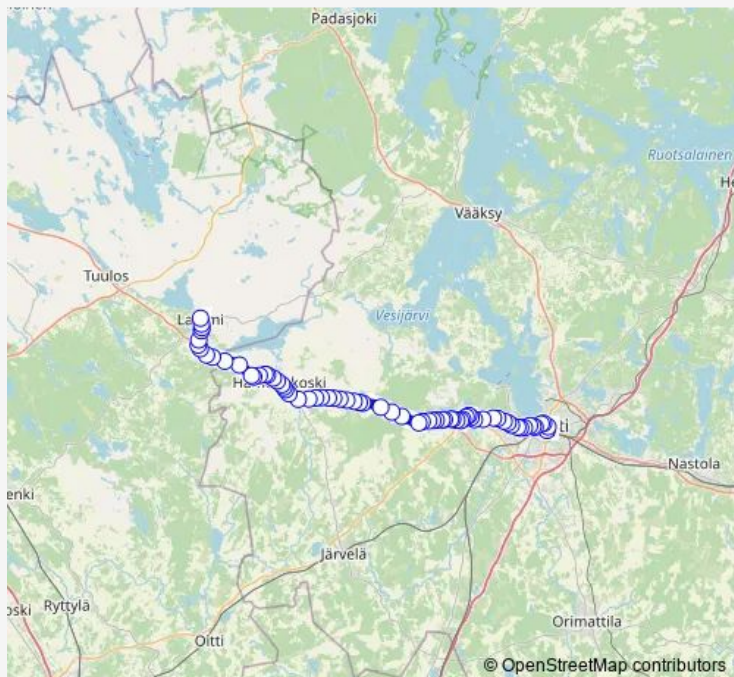 Padasjoki
Ruotsalainen
Vääksy
Tuulos
Vesijärvi
Nastola
Järvelä
Ryttylä
Oitti
Orimattila
© OpenStreetMap contributors